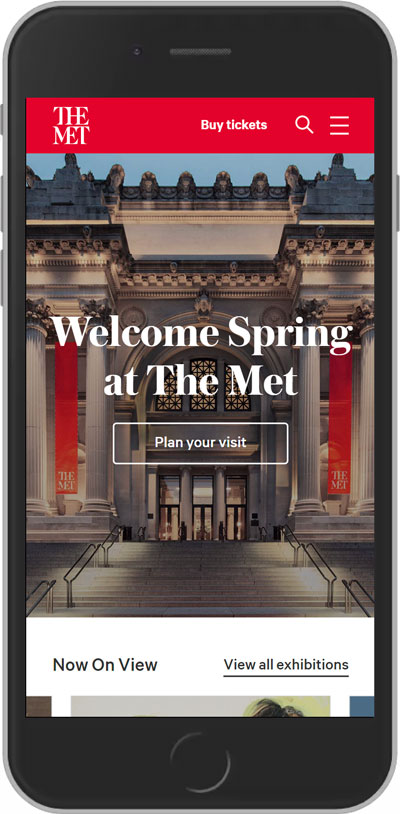 THE
MET
Buy tickets
Welcome Spring
at The Met
Plan your visit
THE
MET
THE
MET
Now On View
View all exhibitions